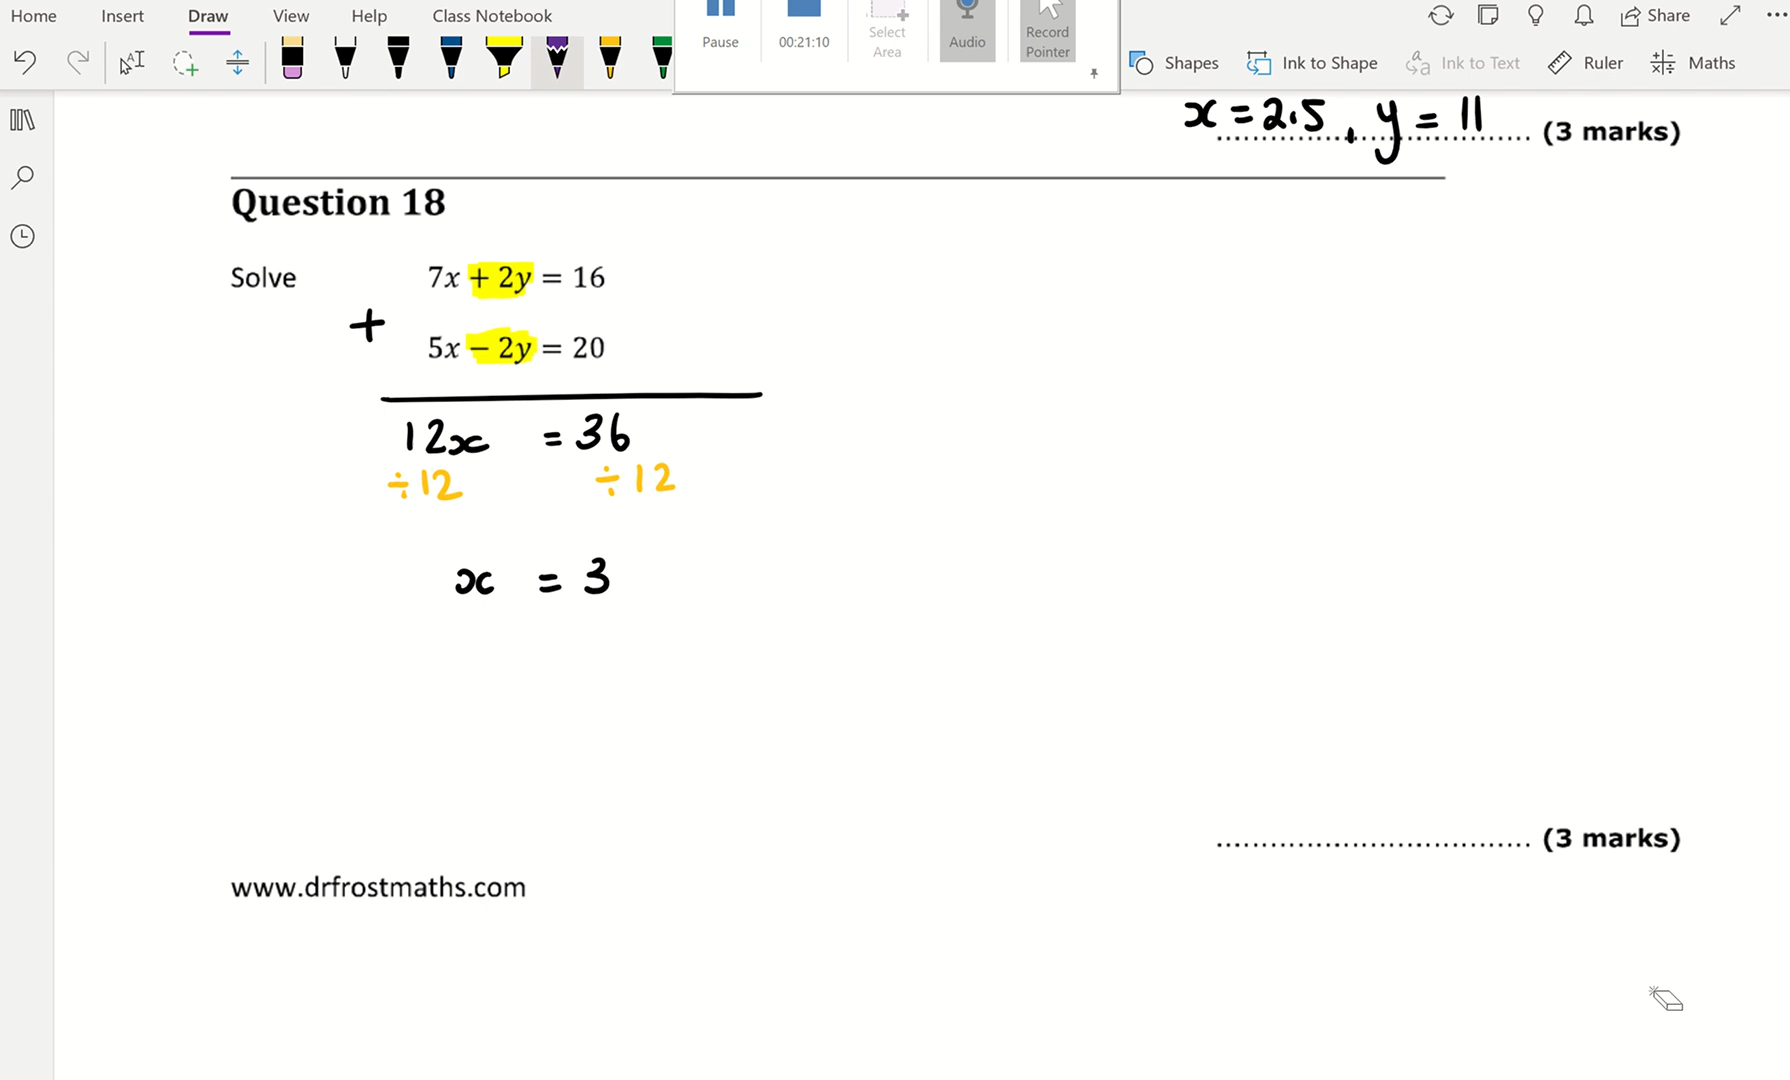 Home Insert Draw View Help Class Notebook
Share
Pause 00:21:10 Select Area Audio Record Pointer
Shapes Ink to Shape Ink to Text Ruler Maths
x = 2.5, y = 11 (3 marks)
Question 18
Solve 7x + 2y = 16
+
5x − 2y = 20
12x = 36
÷12 ÷12
x = 3
(3 marks)
www.drfrostmaths.com